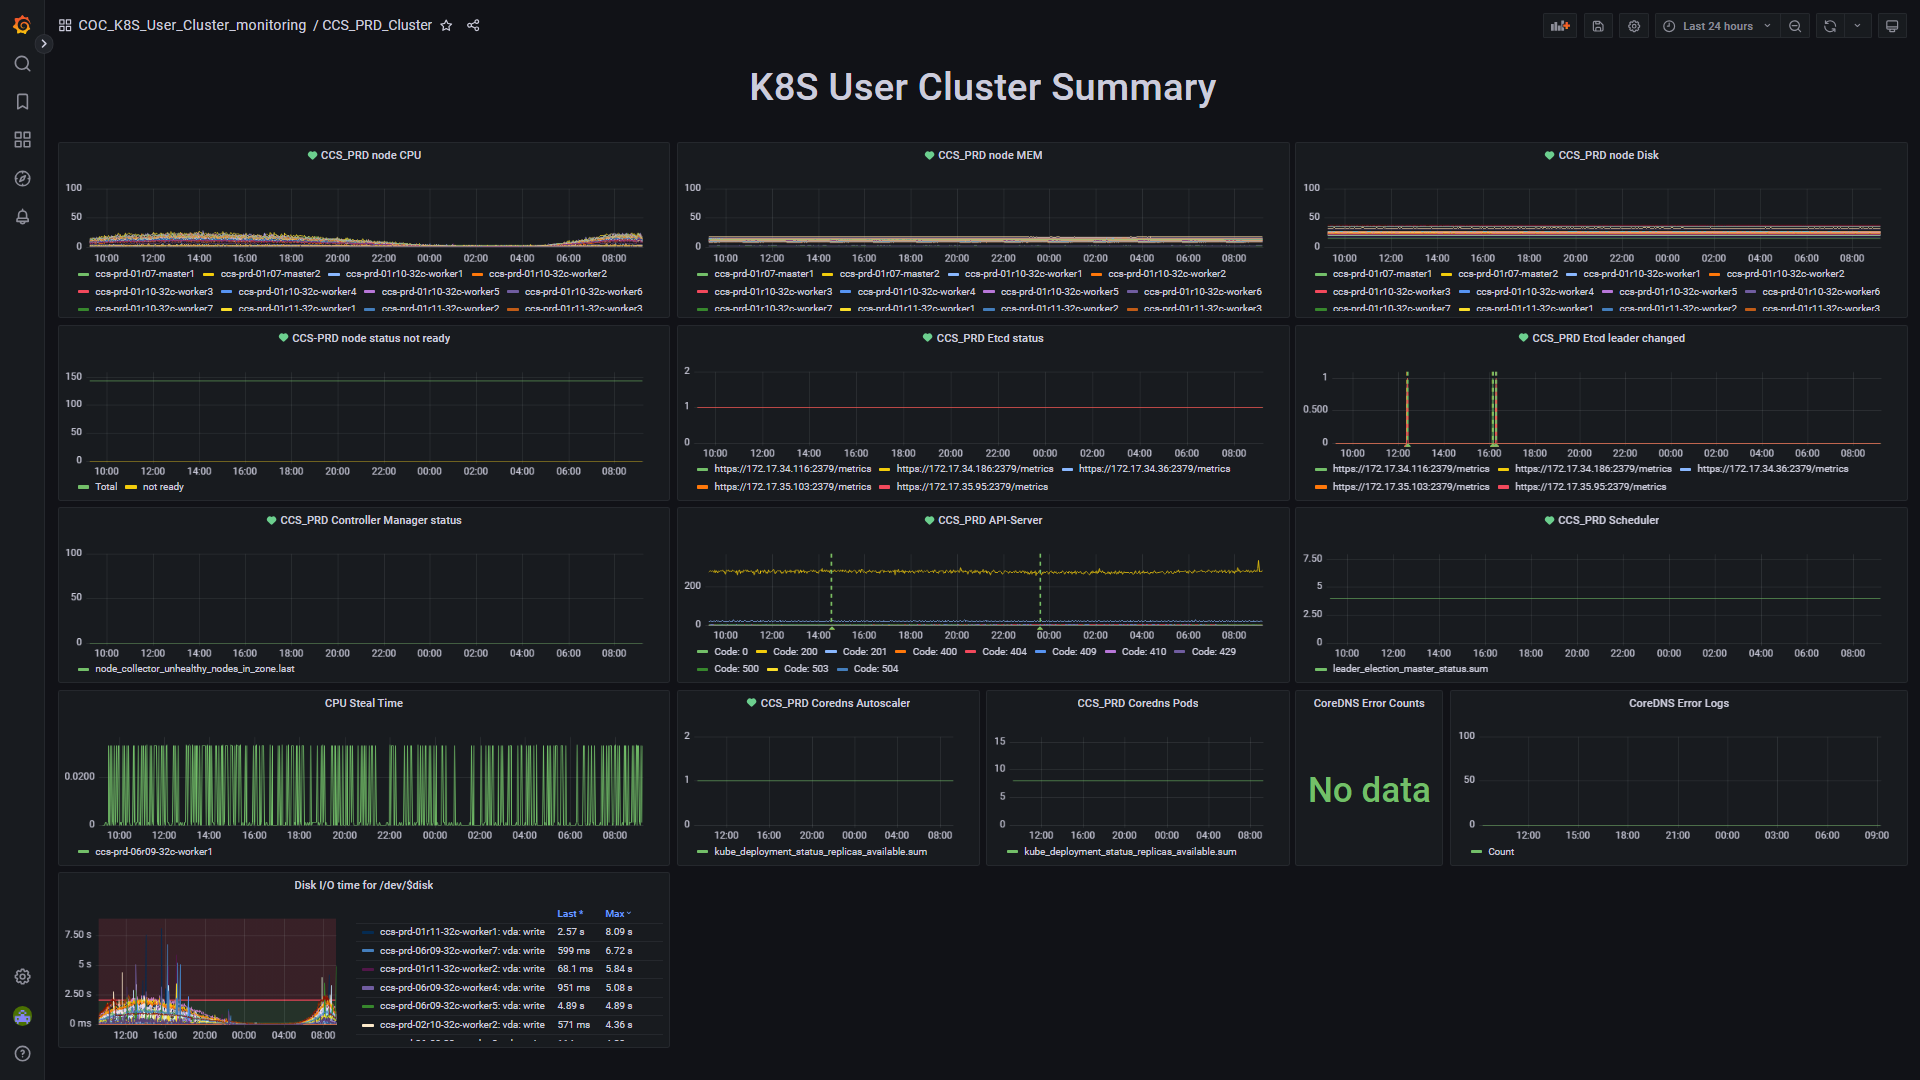 COC_K8S_User_Cluster_monitoring / CCS_PRD_Cluster
Last 24 hours
K8S User Cluster Summary
CCS_PRD node CPU
100
50
0
10:00 12:00 14:00 16:00 18:00 20:00 22:00 00:00 02:00 04:00 06:00 08:00
ccs-prd-01r07-master1 ccs-prd-01r07-master2 ccs-prd-01r10-32c-worker1 ccs-prd-01r10-32c-worker2
ccs-prd-01r10-32c-worker3 ccs-prd-01r10-32c-worker4 ccs-prd-01r10-32c-worker5 ccs-prd-01r10-32c-worker6
ccs-prd-01r10-32c-worker7 ccs-prd-01r11-32c-worker1 ccs-prd-01r11-32c-worker2 ccs-prd-01r11-32c-worker3
CCS_PRD node MEM
100
50
0
10:00 12:00 14:00 16:00 18:00 20:00 22:00 00:00 02:00 04:00 06:00 08:00
ccs-prd-01r07-master1 ccs-prd-01r07-master2 ccs-prd-01r10-32c-worker1 ccs-prd-01r10-32c-worker2
ccs-prd-01r10-32c-worker3 ccs-prd-01r10-32c-worker4 ccs-prd-01r10-32c-worker5 ccs-prd-01r10-32c-worker6
ccs-prd-01r10-32c-worker7 ccs-prd-01r11-32c-worker1 ccs-prd-01r11-32c-worker2 ccs-prd-01r11-32c-worker3
CCS_PRD node Disk
100
50
0
10:00 12:00 14:00 16:00 18:00 20:00 22:00 00:00 02:00 04:00 06:00 08:00
ccs-prd-01r07-master1 ccs-prd-01r07-master2 ccs-prd-01r10-32c-worker1 ccs-prd-01r10-32c-worker2
ccs-prd-01r10-32c-worker3 ccs-prd-01r10-32c-worker4 ccs-prd-01r10-32c-worker5 ccs-prd-01r10-32c-worker6
ccs-prd-01r10-32c-worker7 ccs-prd-01r11-32c-worker1 ccs-prd-01r11-32c-worker2 ccs-prd-01r11-32c-worker3
CCS-PRD node status not ready
150
100
50
0
10:00 12:00 14:00 16:00 18:00 20:00 22:00 00:00 02:00 04:00 06:00 08:00
Total not ready
CCS_PRD Etcd status
2
1
0
10:00 12:00 14:00 16:00 18:00 20:00 22:00 00:00 02:00 04:00 06:00 08:00
https://172.17.34.116:2379/metrics https://172.17.34.186:2379/metrics https://172.17.34.36:2379/metrics
https://172.17.35.103:2379/metrics https://172.17.35.95:2379/metrics
CCS_PRD Etcd leader changed
1
0.500
0
10:00 12:00 14:00 16:00 18:00 20:00 22:00 00:00 02:00 04:00 06:00 08:00
https://172.17.34.116:2379/metrics https://172.17.34.186:2379/metrics https://172.17.34.36:2379/metrics
https://172.17.35.103:2379/metrics https://172.17.35.95:2379/metrics
CCS_PRD Controller Manager status
100
50
0
10:00 12:00 14:00 16:00 18:00 20:00 22:00 00:00 02:00 04:00 06:00 08:00
node_collector_unhealthy_nodes_in_zone.last
CCS_PRD API-Server
200
0
10:00 12:00 14:00 16:00 18:00 20:00 22:00 00:00 02:00 04:00 06:00 08:00
Code: 0 Code: 200 Code: 201 Code: 400 Code: 404 Code: 409 Code: 410 Code: 429
Code: 500 Code: 503 Code: 504
CCS_PRD Scheduler
7.50
5
2.50
0
10:00 12:00 14:00 16:00 18:00 20:00 22:00 00:00 02:00 04:00 06:00 08:00
leader_election_master_status.sum
CPU Steal Time
0.0200
0
10:00 12:00 14:00 16:00 18:00 20:00 22:00 00:00 02:00 04:00 06:00 08:00
ccs-prd-06r09-32c-worker1
CCS_PRD Coredns Autoscaler
2
1
0
12:00 16:00 20:00 00:00 04:00 08:00
kube_deployment_status_replicas_available.sum
CCS_PRD Coredns Pods
15
10
5
0
12:00 16:00 20:00 00:00 04:00 08:00
kube_deployment_status_replicas_available.sum
CoreDNS Error Counts
No data
CoreDNS Error Logs
100
50
0
12:00 15:00 18:00 21:00 00:00 03:00 06:00 09:00
Count
Disk I/O time for /dev/$disk
7.50 s
5 s
2.50 s
0 ms
12:00 16:00 20:00 00:00 04:00 08:00
Last * Max
ccs-prd-01r11-32c-worker1: vda: write 2.57 s 8.09 s
ccs-prd-06r09-32c-worker7: vda: write 599 ms 6.72 s
ccs-prd-01r11-32c-worker2: vda: write 68.1 ms 5.84 s
ccs-prd-06r09-32c-worker4: vda: write 951 ms 5.08 s
ccs-prd-06r09-32c-worker5: vda: write 4.89 s 4.89 s
ccs-prd-02r10-32c-worker2: vda: write 571 ms 4.36 s